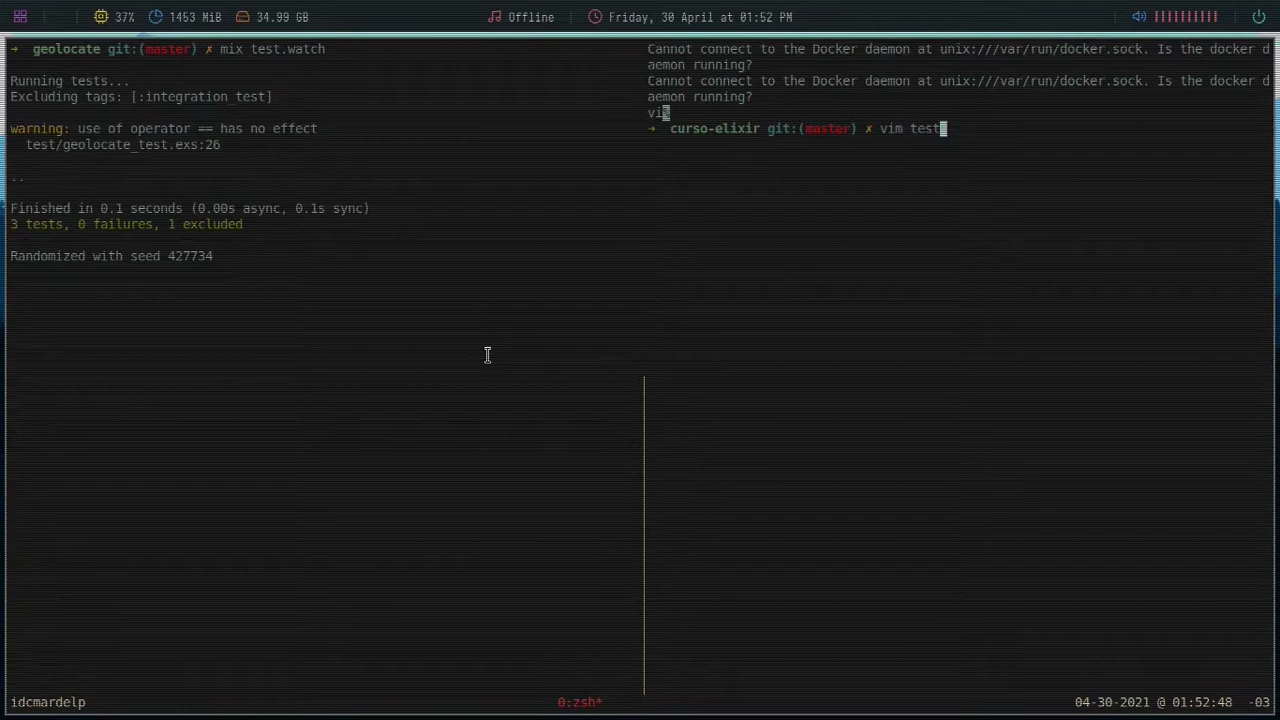 37% 1453 MiB 34.99 GB Offline Friday, 30 April at 01:52 PM
→ geolocate git:(master) ✗ mix test.watch
Running tests...
Excluding tags: [:integration_test]
warning: use of operator == has no effect
test/geolocate_test.exs:26
..
Finished in 0.1 seconds (0.00s async, 0.1s sync)
3 tests, 0 failures, 1 excluded
Randomized with seed 427734
Cannot connect to the Docker daemon at unix:///var/run/docker.sock. Is the docker d
aemon running?
Cannot connect to the Docker daemon at unix:///var/run/docker.sock. Is the docker d
aemon running?
→ curso-elixir git:(master) ✗ vim test
idcmardelp 0:zsh* 04-30-2021 @ 01:52:48 -03